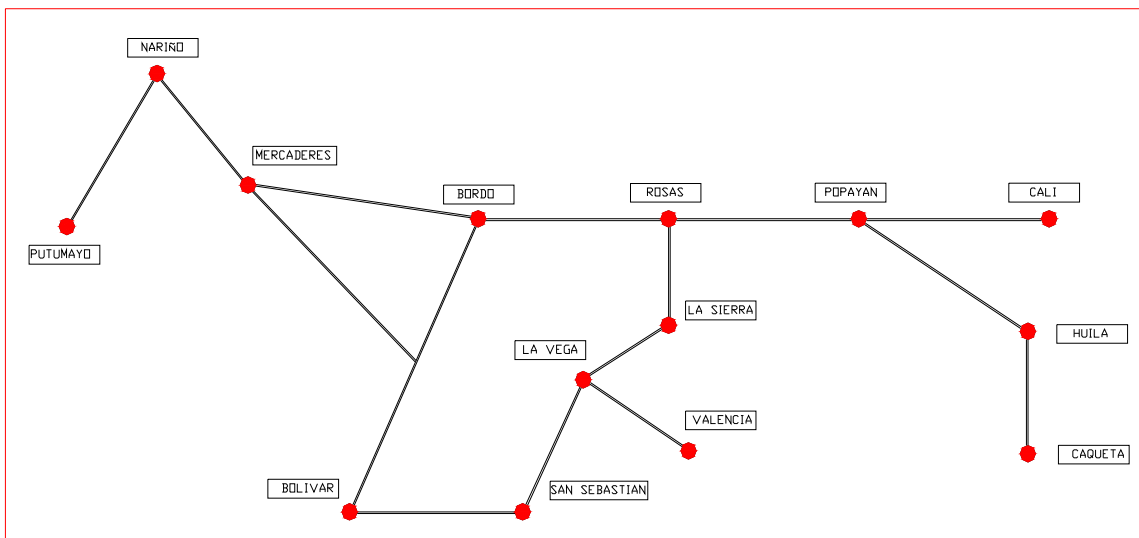 NARIÑO
MERCADERES
BORDO
ROSAS
POPAYAN
CALI
PUTUMAYO
LA SIERRA
LA VEGA
HUILA
VALENCIA
CAQUETA
BOLIVAR
SAN SEBASTIAN